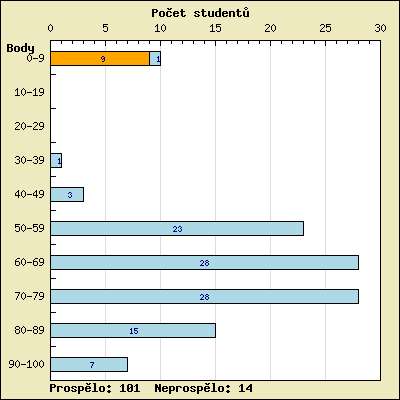 Počet studentů
0 5 10 15 20 25 30
Body
0-9 9 1
10-19
20-29
30-39 1
40-49 3
50-59 23
60-69 28
70-79 28
80-89 15
90-100 7
Prospělo: 101 Neprospělo: 14